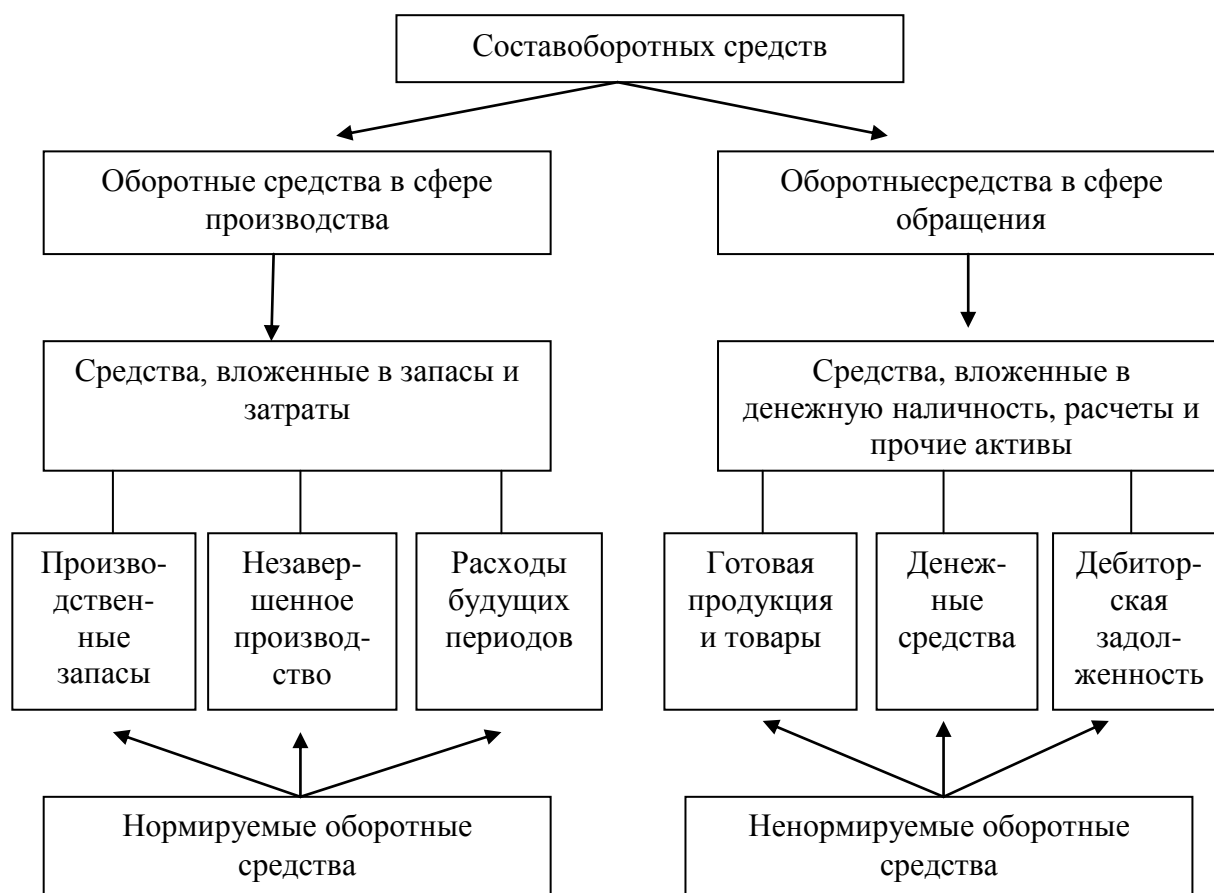 Составоборотных средств
Оборотные средства в сфере
производства
Оборотныесредства в сфере
обращения
Средства, вложенные в запасы и
затраты
Средства, вложенные в
денежную наличность, расчеты и
прочие активы
Произво-
дствен-
ные
запасы
Незавер-
шенное
производ-
ство
Расходы
будущих
периодов
Готовая
продукция
и товары
Денеж-
ные
средства
Дебитор-
ская
задол-
женность
Нормируемые оборотные
средства
Ненормируемые оборотные
средства